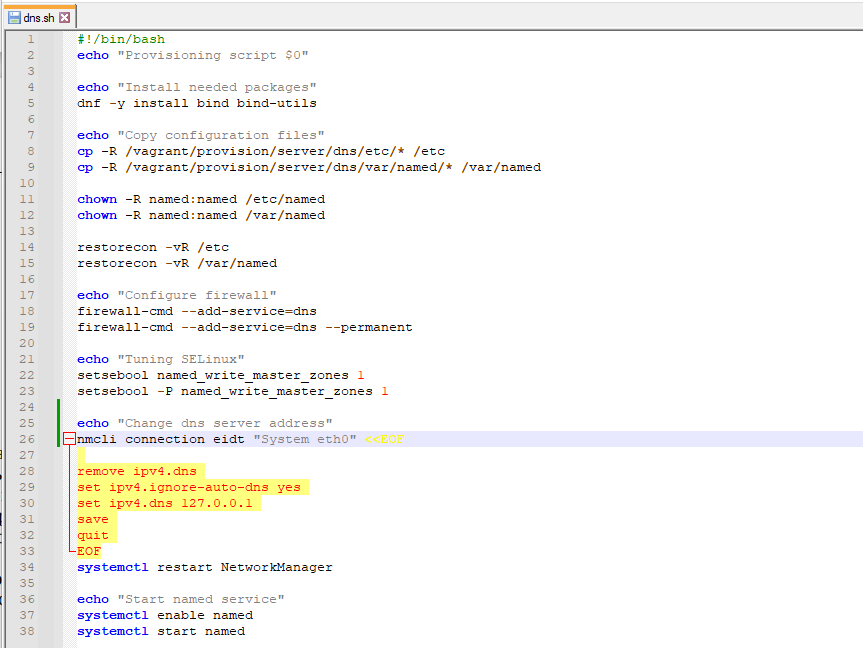 dns.sh
1 #!/bin/bash
2 echo "Provisioning script $0"
3
4 echo "Install needed packages"
5 dnf -y install bind bind-utils
6
7 echo "Copy configuration files"
8 cp -R /vagrant/provision/server/dns/etc/* /etc
9 cp -R /vagrant/provision/server/dns/var/named/* /var/named
10
11 chown -R named:named /etc/named
12 chown -R named:named /var/named
13
14 restorecon -vR /etc
15 restorecon -vR /var/named
16
17 echo "Configure firewall"
18 firewall-cmd --add-service=dns
19 firewall-cmd --add-service=dns --permanent
20
21 echo "Tuning SELinux"
22 setsebool named_write_master_zones 1
23 setsebool -P named_write_master_zones 1
24
25 echo "Change dns server address"
26 nmcli connection eidt "System eth0" <<EOF
27
28 remove ipv4.dns
29 set ipv4.ignore-auto-dns yes
30 set ipv4.dns 127.0.0.1
31 save
32 quit
33 EOF
34 systemctl restart NetworkManager
35
36 echo "Start named service"
37 systemctl enable named
38 systemctl start named